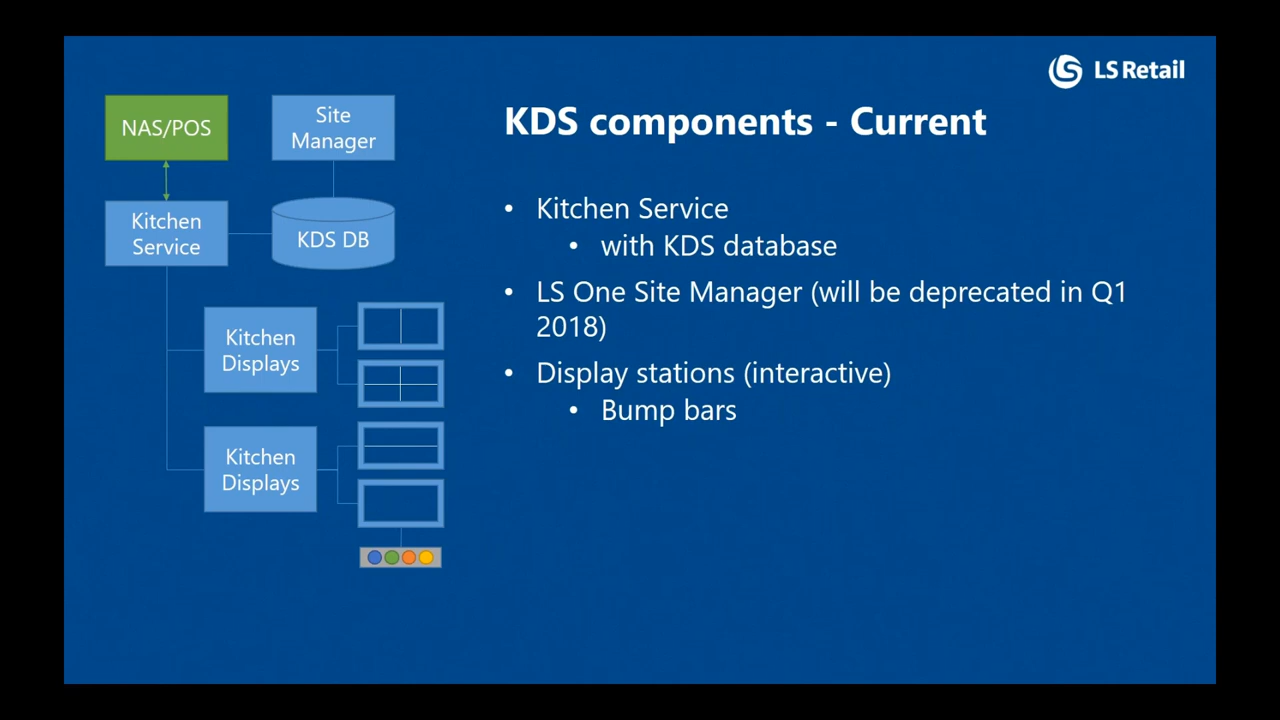 LS Retail
KDS components - Current
NAS/POS
Site
Manager
Kitchen
Service
KDS DB
Kitchen
Displays
Kitchen
Displays
• Kitchen Service
• with KDS database
• LS One Site Manager (will be deprecated in Q1
2018)
• Display stations (interactive)
• Bump bars